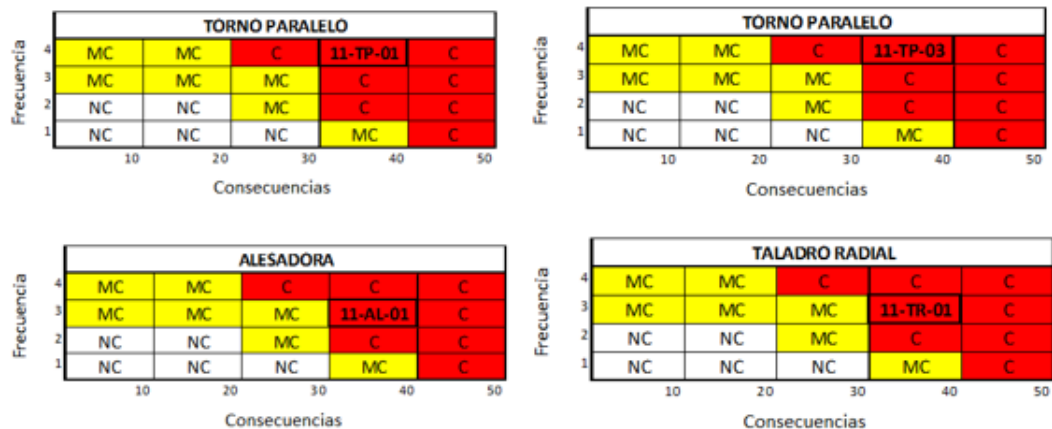 TORNO PARALELO
Frecuencia
4 MC MC C 11-TP-01 C
3 MC MC MC C C
2 NC NC MC C C
1 NC NC NC MC C
10 20 30 40 50
Consecuencias
TORNO PARALELO
Frecuencia
4 MC MC C 11-TP-03 C
3 MC MC MC C C
2 NC NC MC C C
1 NC NC NC MC C
10 20 30 40 50
Consecuencias
ALESADORA
Frecuencia
4 MC MC C C C
3 MC MC MC 11-AL-01 C
2 NC NC MC C C
1 NC NC NC MC C
10 20 30 40 50
Consecuencias
TALADRO RADIAL
Frecuencia
4 MC MC C C C
3 MC MC MC 11-TR-01 C
2 NC NC MC C C
1 NC NC NC MC C
10 20 30 40 50
Consecuencias